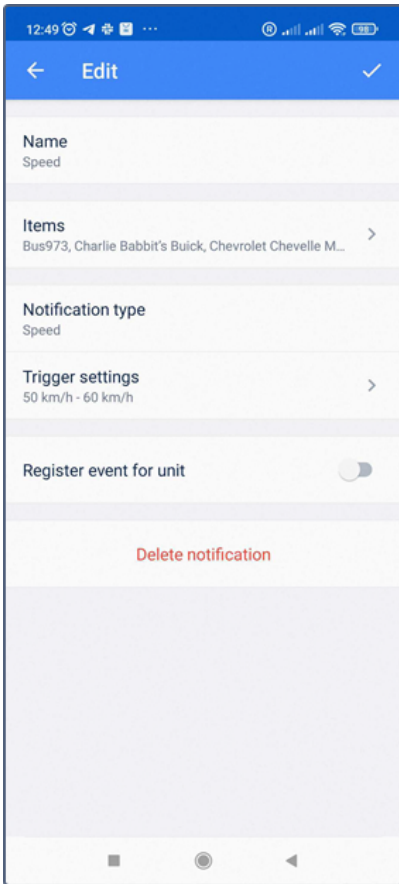 12:49
98
Edit
Name
Speed
Items
Bus973, Charlie Babbit's Buick, Chevrolet Chevelle M...
Notification type
Speed
Trigger settings
50 km/h - 60 km/h
Register event for unit
Delete notification